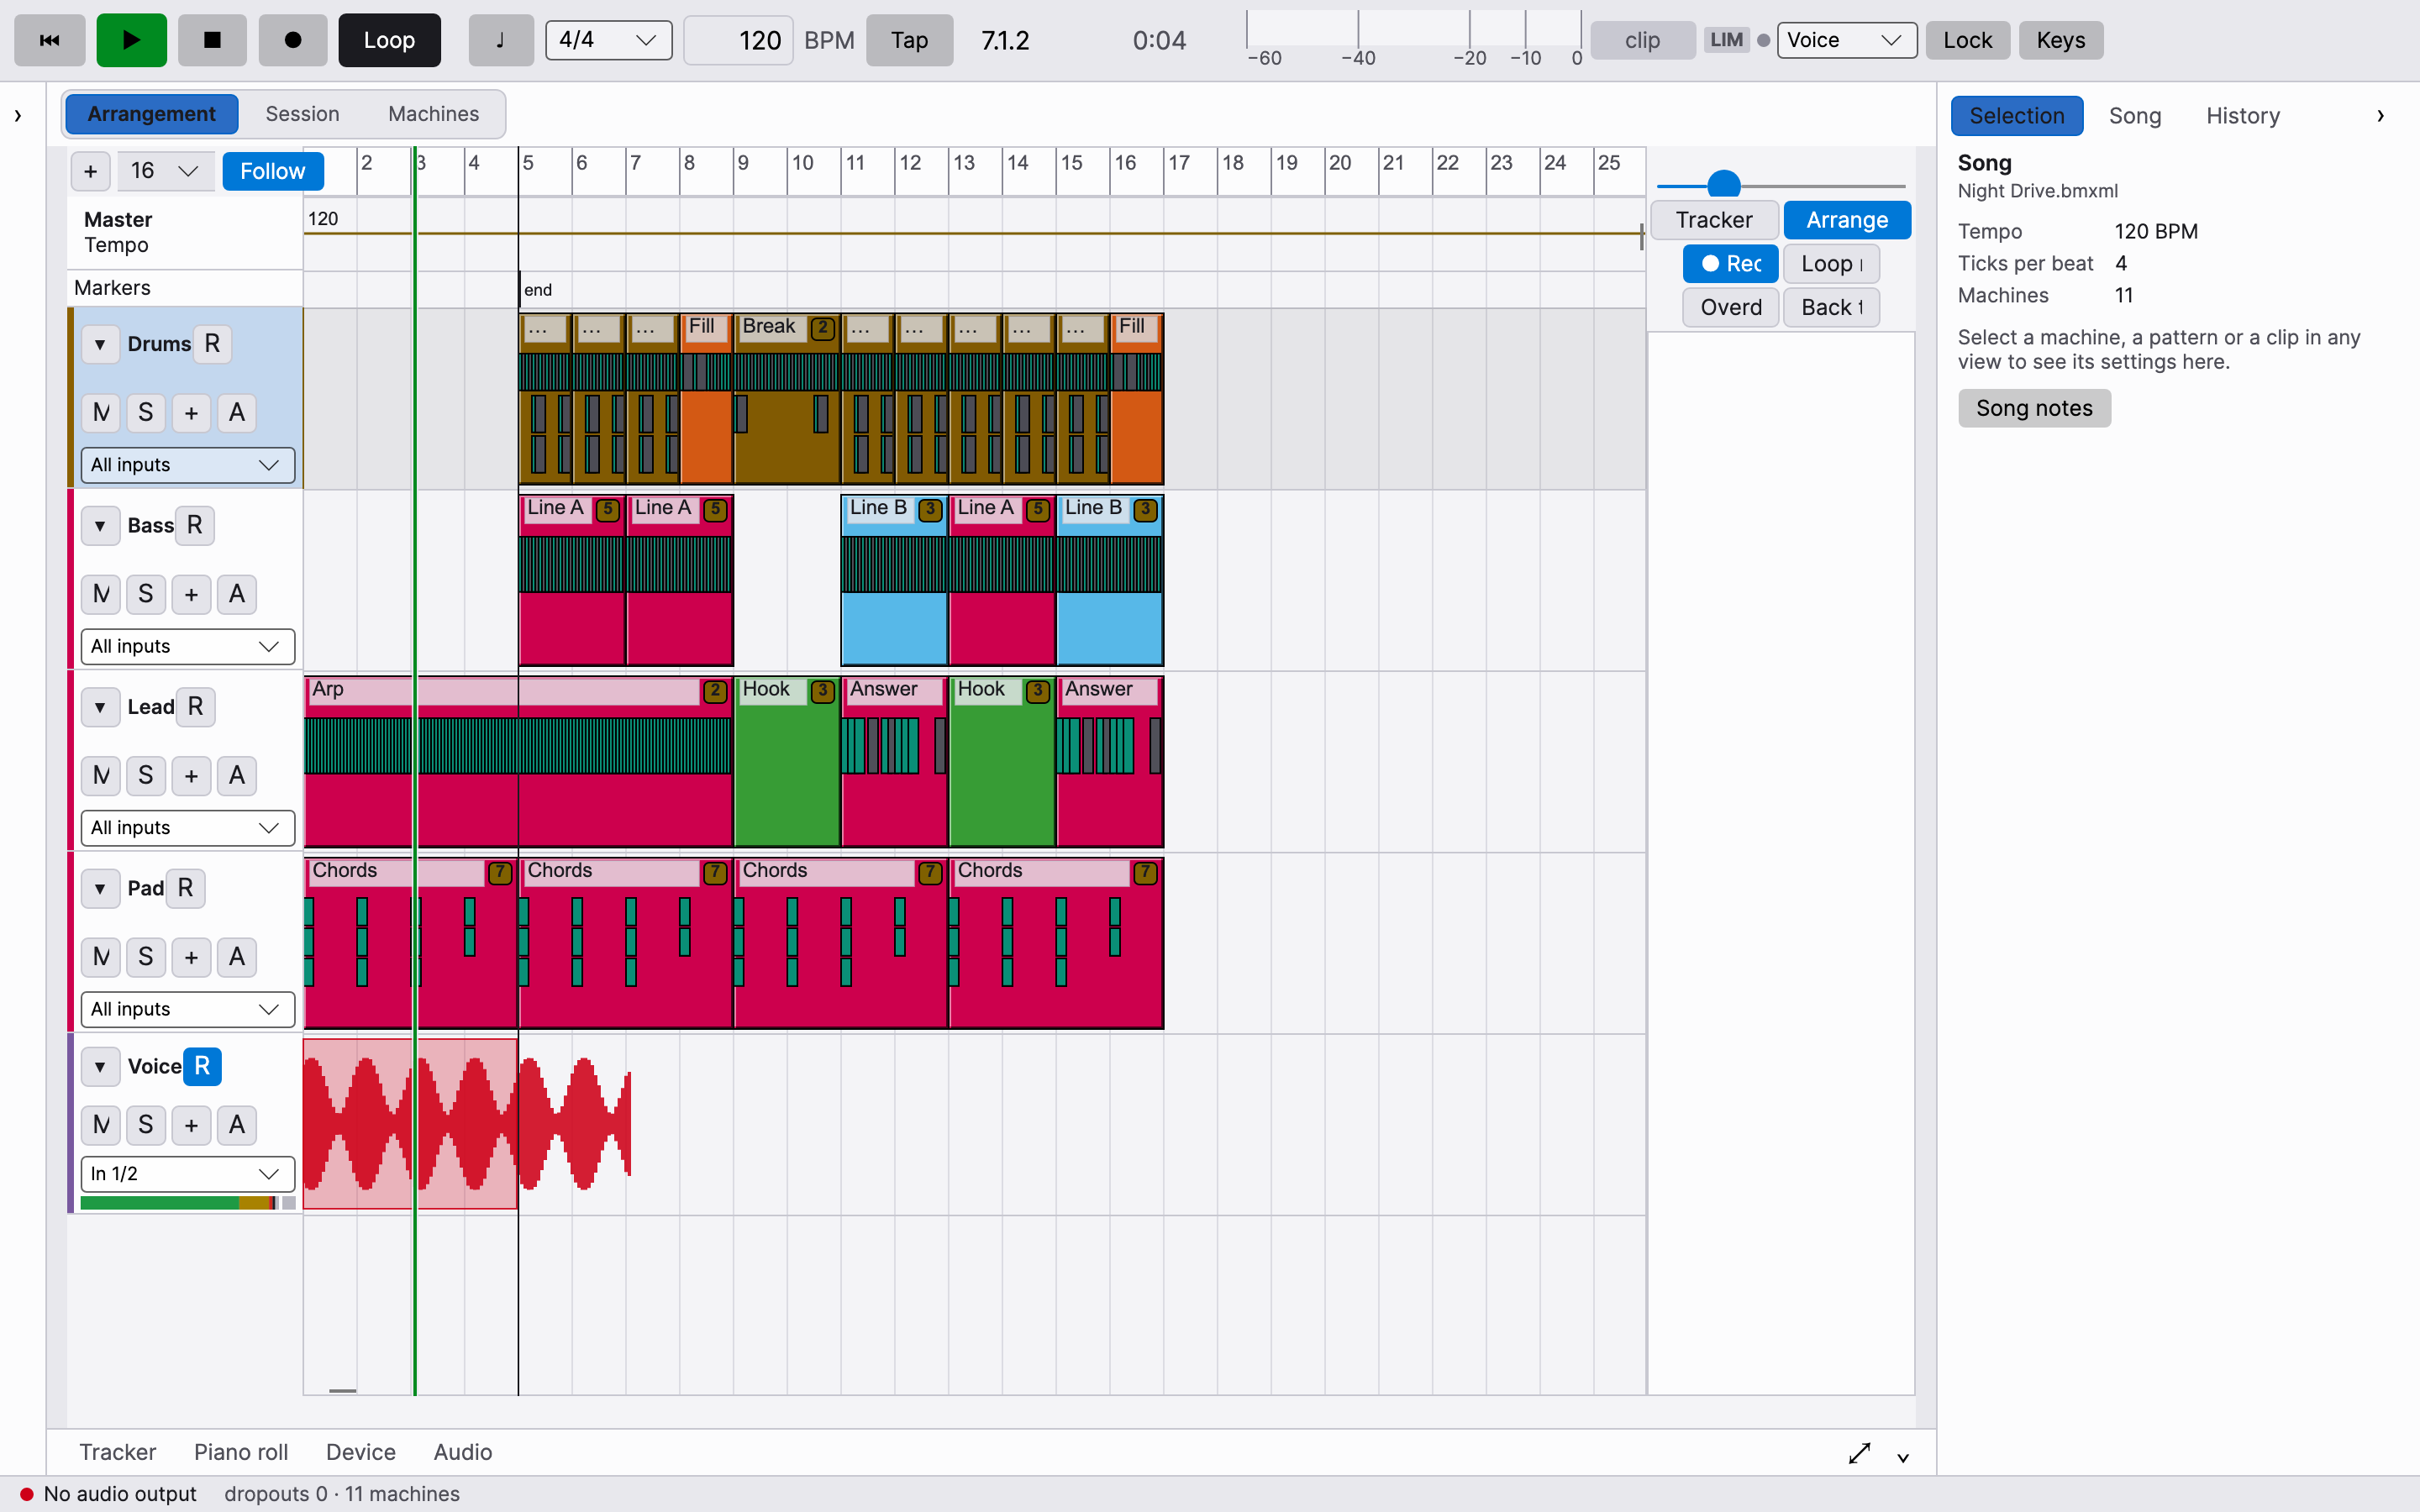 Loop 4/4 120 BPM Tap 7.1.2 0:04 −60 −40 −20 −10 0 clip LIM Voice Lock Keys
Arrangement Session Machines
Selection Song History
+ 16 Follow 2 3 4 5 6 7 8 9 10 11 12 13 14 15 16 17 18 19 20 21 22 23 24 25
Song
Night Drive.bmxml
Master
Tempo
120
Tracker Arrange
Tempo 120 BPM
Rec Loop
Ticks per beat 4
Markers
end
Machines 11
Overd Back
Select a machine, a pattern or a clip in any
view to see its settings here.
Song notes
Drums R
... ... ... Fill Break 2 ... ... ... ... ... Fill
M S + A
All inputs
Bass R
Line A 5 Line A 5 Line B 3 Line A 5 Line B 3
M S + A
All inputs
Lead R
Arp 2 Hook 3 Answer Hook 3 Answer
M S + A
All inputs
Pad R
Chords 7 Chords 7 Chords 7 Chords 7
M S + A
All inputs
Voice R
M S + A
In 1/2
Tracker Piano roll Device Audio
No audio output dropouts 0 · 11 machines